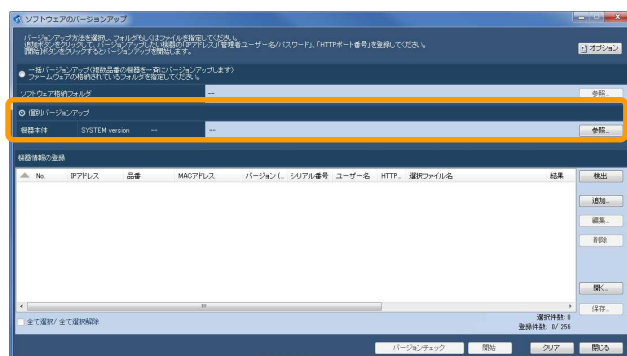 ソフトウェアのバージョンアップ
バージョンアップ方法を選択し、フォルダもしくはファイルを指定してください。
追加ボタンをクリックして、バージョンアップしたい機器の「IPアドレス」「管理者ユーザー名/パスワード」、「HTTPポート番号」を登録してください。
開始ボタンをクリックするとバージョンアップを開始します。
オプション
一括バージョンアップ(複数品番の機器を一斉にバージョンアップします)
ファームウェアの格納されているフォルダを指定してください。
ソフトウェア格納フォルダ --- 参照...
個別バージョンアップ
機器本体 SYSTEM version --- --- 参照...
機器情報の登録
No. IPアドレス 品番 MACアドレス バージョン (... シリアル番号 ユーザー名 HTTP... 選択ファイル名 結果 検出
追加...
編集...
削除
開く...
保存...
全て選択/全て選択解除
選択件数: 0
登録件数: 0/ 256
バージョンチェック 開始 クリア 閉じる